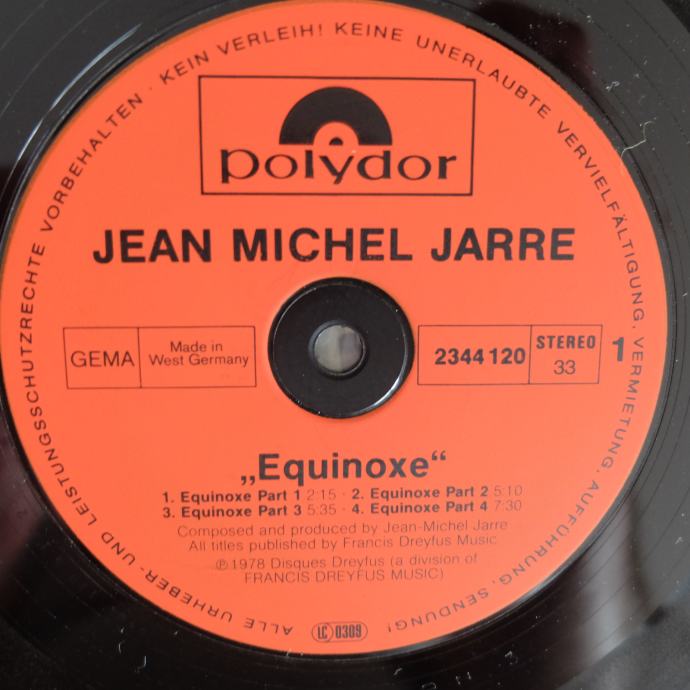 polydor
JEAN MICHEL JARRE
GEMA
Made in
West Germany
2344 120
STEREO
33
1
„Equinoxe“
1. Equinoxe Part 1 2:15 · 2. Equinoxe Part 2 5:10
3. Equinoxe Part 3 5:35 · 4. Equinoxe Part 4 7:30
Composed and produced by Jean-Michel Jarre
All titles published by Francis Dreyfus Music
℗ 1978 Disques Dreyfus (a division of
FRANCIS DREYFUS MUSIC)
LC 0309
ALLE URHEBER- UND LEISTUNGSSCHUTZRECHTE VORBEHALTEN · KEIN VERLEIH! KEINE UNERLAUBTE VERVIELFÄLTIGUNG, VERMIETUNG, AUFFÜHRUNG, SENDUNG!